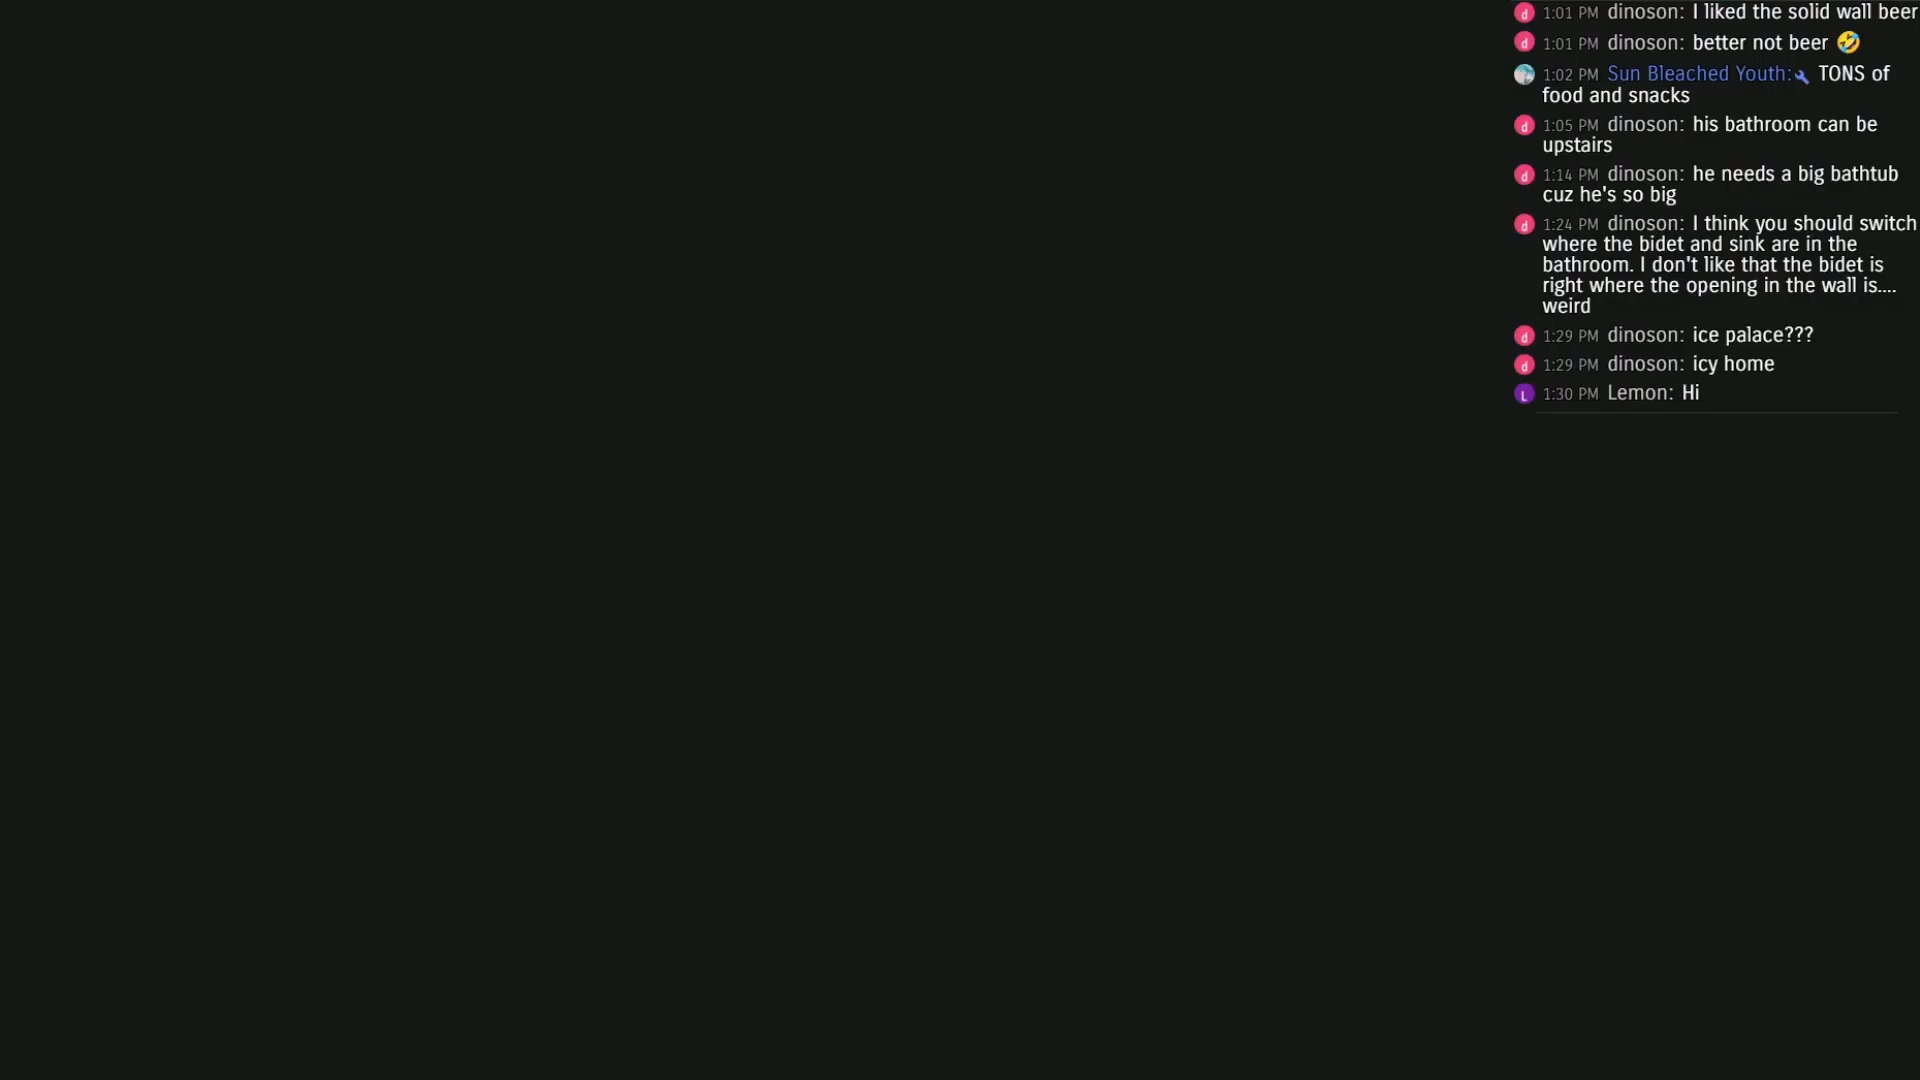 d 1:01 PM dinoson: I liked the solid wall beer
d 1:01 PM dinoson: better not beer 🤣
1:02 PM Sun Bleached Youth: TONS of
food and snacks
d 1:05 PM dinoson: his bathroom can be
upstairs
d 1:14 PM dinoson: he needs a big bathtub
cuz he's so big
d 1:24 PM dinoson: I think you should switch
where the bidet and sink are in the
bathroom. I don't like that the bidet is
right where the opening in the wall is....
weird
d 1:29 PM dinoson: ice palace???
d 1:29 PM dinoson: icy home
L 1:30 PM Lemon: Hi